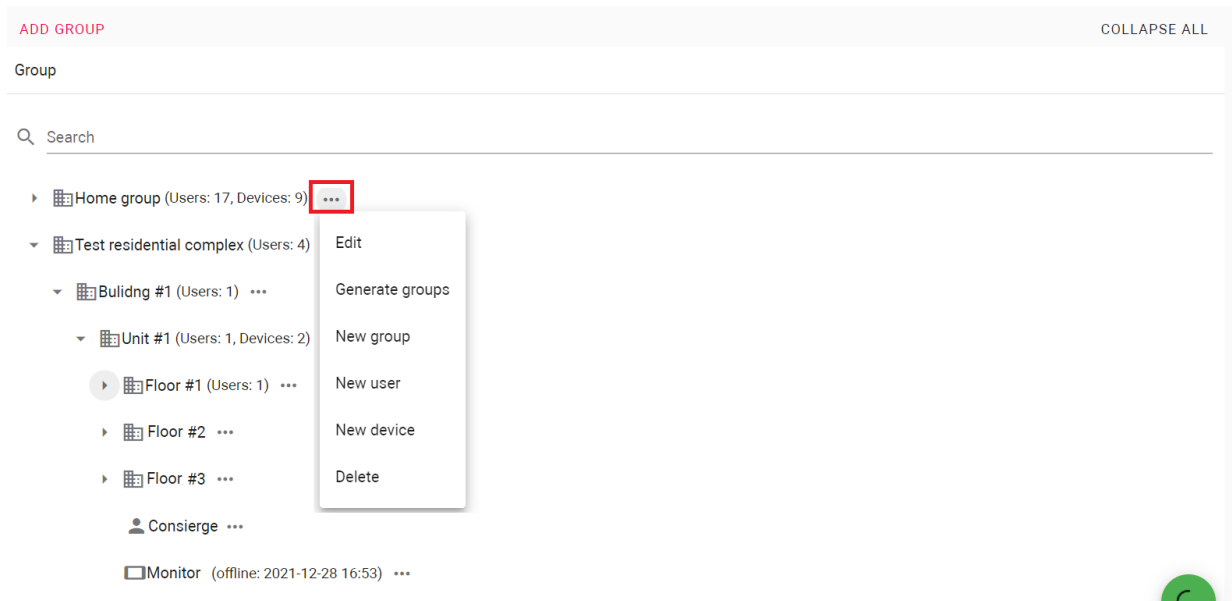 ADD GROUP COLLAPSE ALL
Group
Search
Home group (Users: 17, Devices: 9) •••
Test residential complex (Users: 4)
Bulidng #1 (Users: 1) •••
Unit #1 (Users: 1, Devices: 2)
Floor #1 (Users: 1) •••
Floor #2 •••
Floor #3 •••
Consierge •••
Monitor (offline: 2021-12-28 16:53) •••
Edit
Generate groups
New group
New user
New device
Delete